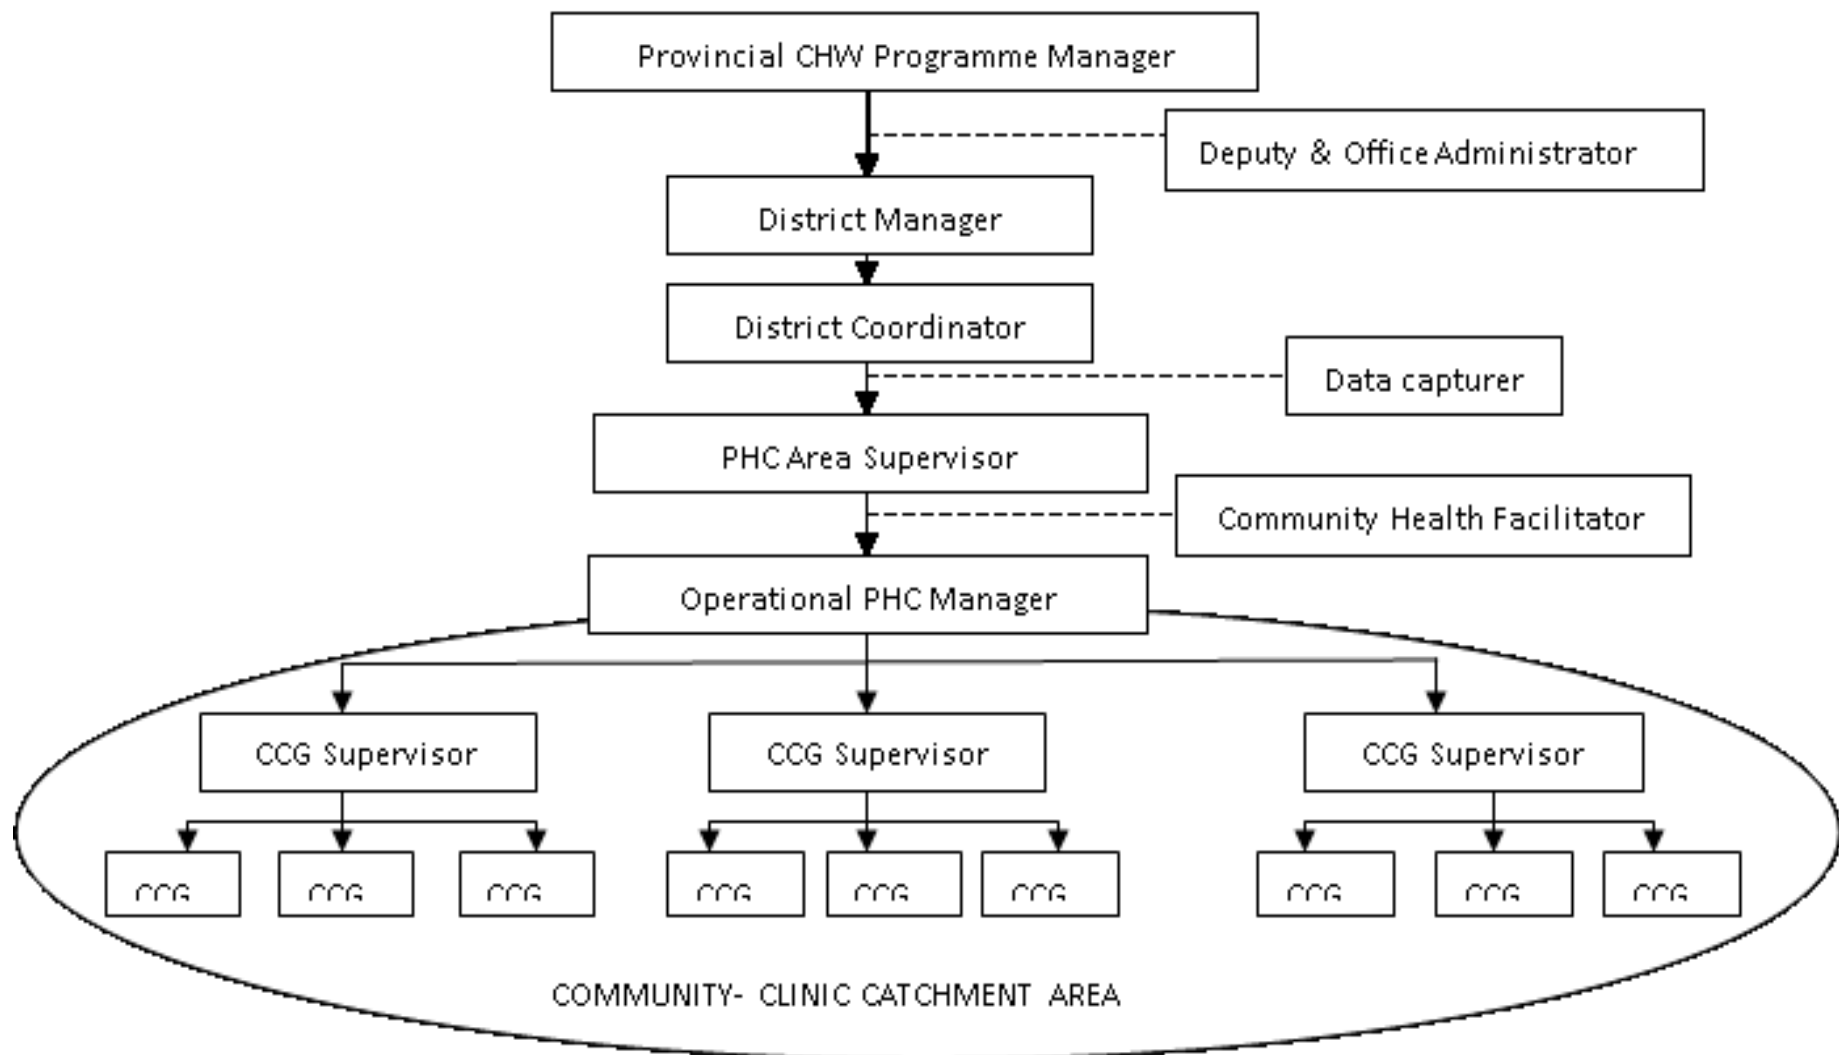 Provincial CHW Programme Manager
Deputy & Office Administrator
District Manager
District Coordinator
Data capturer
PHC Area Supervisor
Community Health Facilitator
Operational PHC Manager
CCG Supervisor
CCG Supervisor
CCG Supervisor
CCG
CCG
CCG
CCG
CCG
CCG
CCG
CCG
CCG
COMMUNITY- CLINIC CATCHMENT AREA